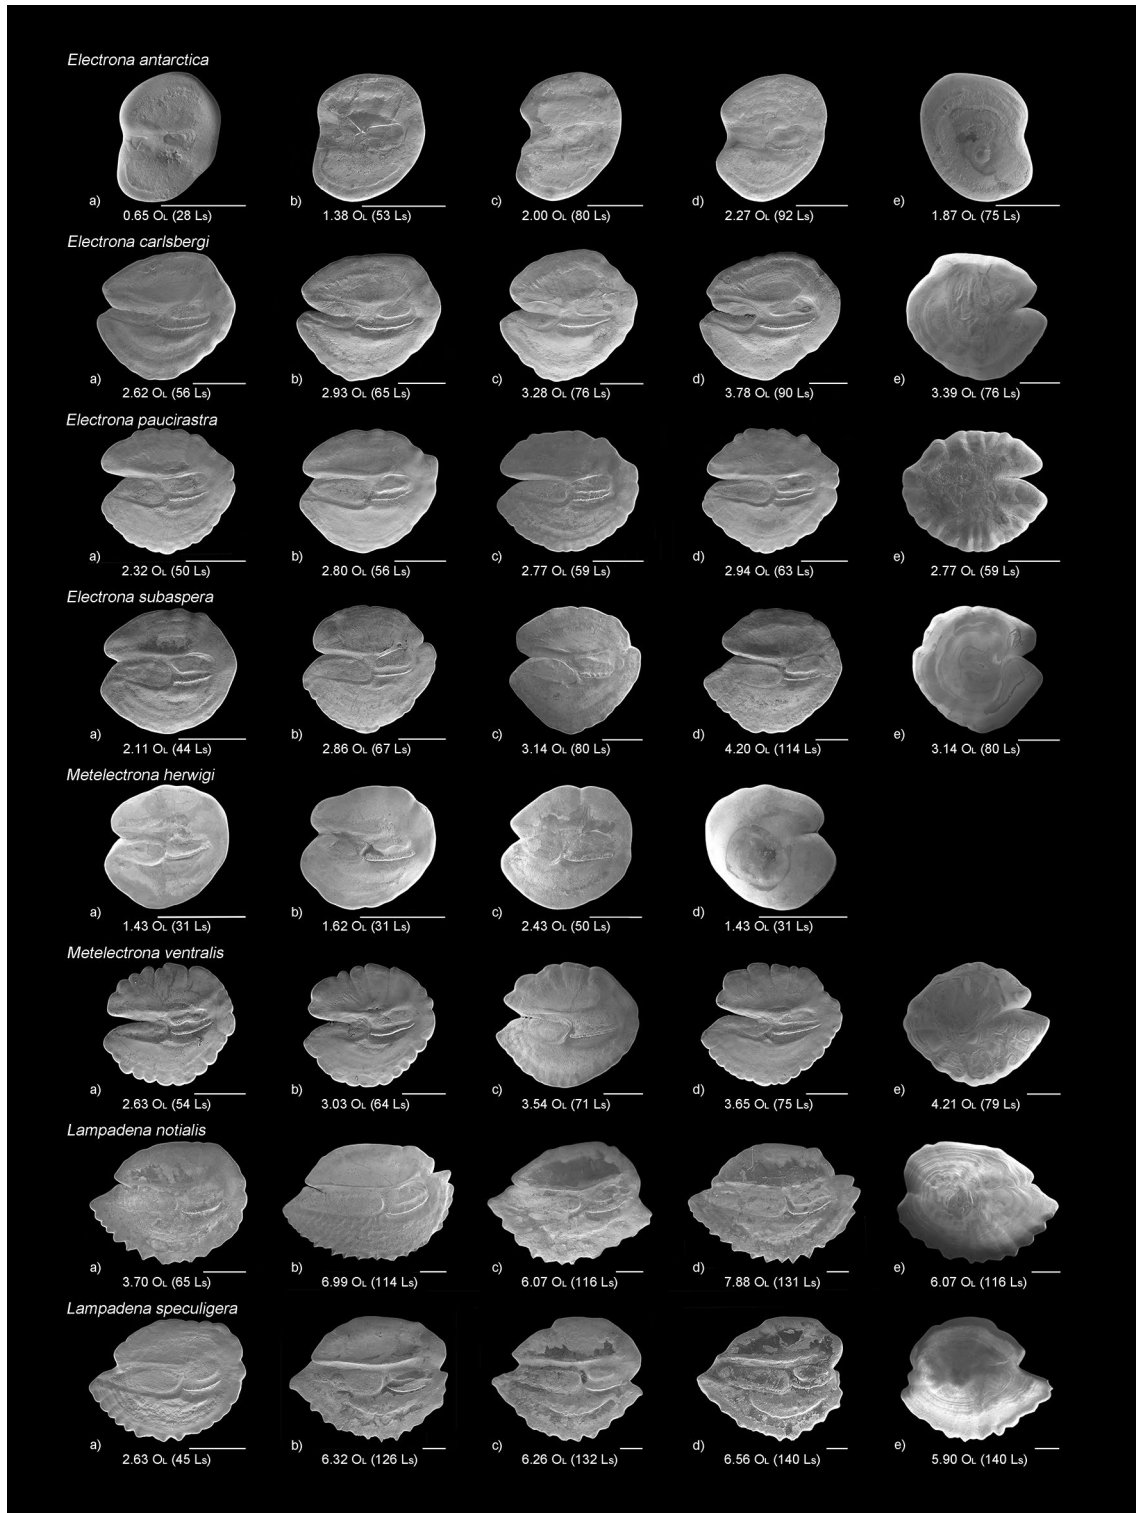 Electrona antarctica
a) b) c) d) e)
0.65 OL (28 Ls) 1.38 OL (53 Ls) 2.00 OL (80 Ls) 2.27 OL (92 Ls) 1.87 OL (75 Ls)
Electrona carlsbergi
a) b) c) d) e)
2.62 OL (56 Ls) 2.93 OL (65 Ls) 3.28 OL (76 Ls) 3.78 OL (90 Ls) 3.39 OL (76 Ls)
Electrona paucirastra
a) b) c) d) e)
2.32 OL (50 Ls) 2.80 OL (56 Ls) 2.77 OL (59 Ls) 2.94 OL (63 Ls) 2.77 OL (59 Ls)
Electrona subaspera
a) b) c) d) e)
2.11 OL (44 Ls) 2.86 OL (67 Ls) 3.14 OL (80 Ls) 4.20 OL (114 Ls) 3.14 OL (80 Ls)
Metelectrona herwigi
a) b) c) d)
1.43 OL (31 Ls) 1.62 OL (31 Ls) 2.43 OL (50 Ls) 1.43 OL (31 Ls)
Metelectrona ventralis
a) b) c) d) e)
2.63 OL (54 Ls) 3.03 OL (64 Ls) 3.54 OL (71 Ls) 3.65 OL (75 Ls) 4.21 OL (79 Ls)
Lampadena notialis
a) b) c) d) e)
3.70 OL (65 Ls) 6.99 OL (114 Ls) 6.07 OL (116 Ls) 7.88 OL (131 Ls) 6.07 OL (116 Ls)
Lampadena speculigera
a) b) c) d) e)
2.63 OL (45 Ls) 6.32 OL (126 Ls) 6.26 OL (132 Ls) 6.56 OL (140 Ls) 5.90 OL (140 Ls)